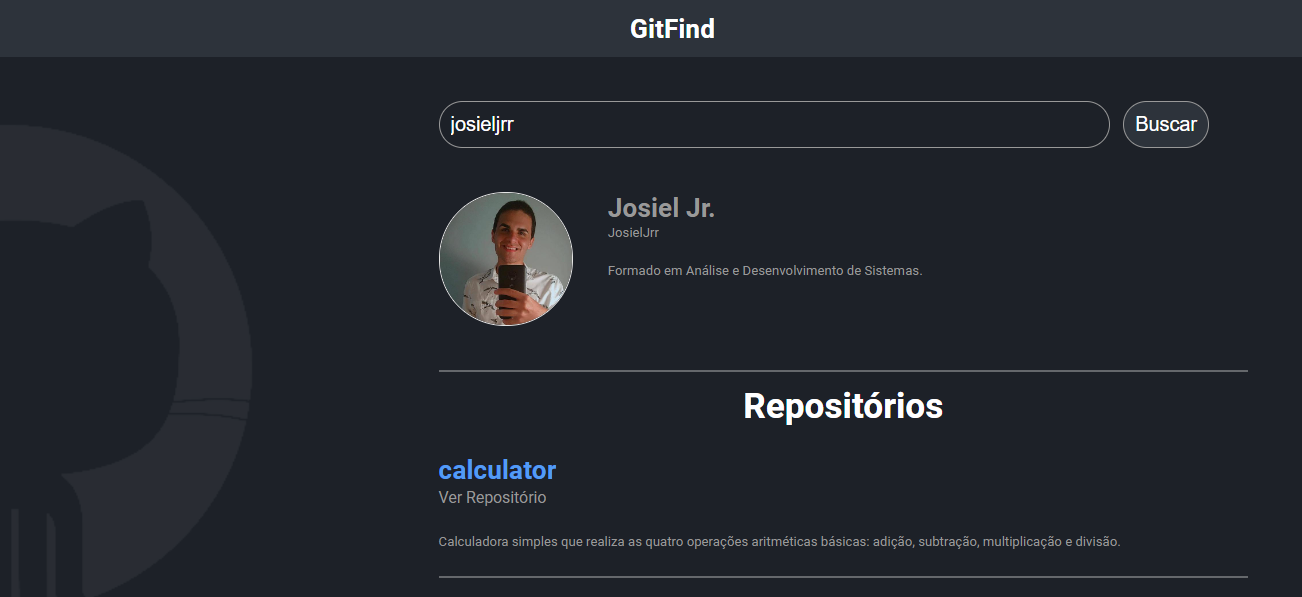 GitFind
josieljrr
Buscar
Josiel Jr.
JosielJrr
Formado em Análise e Desenvolvimento de Sistemas.
Repositórios
calculator
Ver Repositório
Calculadora simples que realiza as quatro operações aritméticas básicas: adição, subtração, multiplicação e divisão.